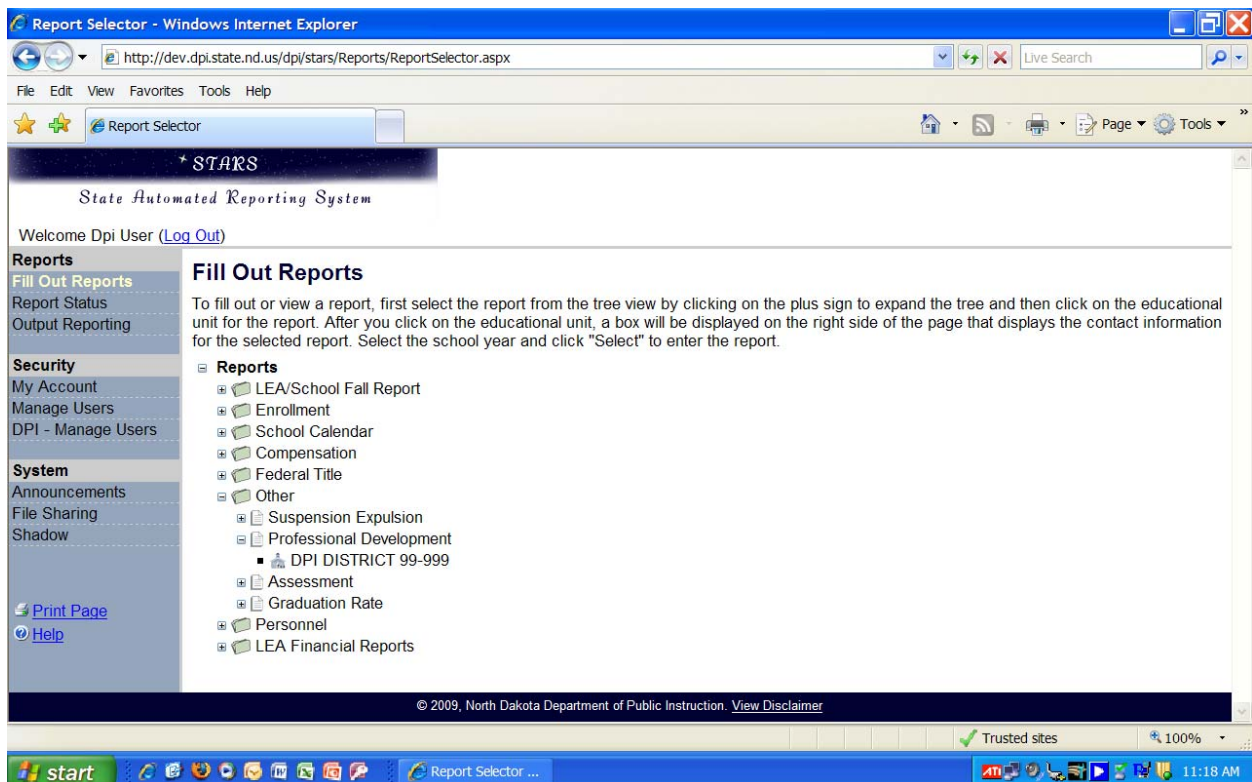 Report Selector - Windows Internet Explorer
http://dev.dpi.state.nd.us/dpi/stars/Reports/ReportSelector.aspx
Live Search
File Edit View Favorites Tools Help
Report Selector
Page Tools
STARS
State Automated Reporting System
Welcome Dpi User (Log Out)
Reports
Fill Out Reports
Report Status
Output Reporting
Security
My Account
Manage Users
DPI - Manage Users
System
Announcements
File Sharing
Shadow
Print Page
Help
Fill Out Reports
To fill out or view a report, first select the report from the tree view by clicking on the plus sign to expand the tree and then click on the educational
unit for the report. After you click on the educational unit, a box will be displayed on the right side of the page that displays the contact information
for the selected report. Select the school year and click "Select" to enter the report.
Reports
LEA/School Fall Report
Enrollment
School Calendar
Compensation
Federal Title
Other
Suspension Expulsion
Professional Development
DPI DISTRICT 99-999
Assessment
Graduation Rate
Personnel
LEA Financial Reports
© 2009, North Dakota Department of Public Instruction. View Disclaimer
Trusted sites
100%
start
Report Selector ...
ATI
11:18 AM